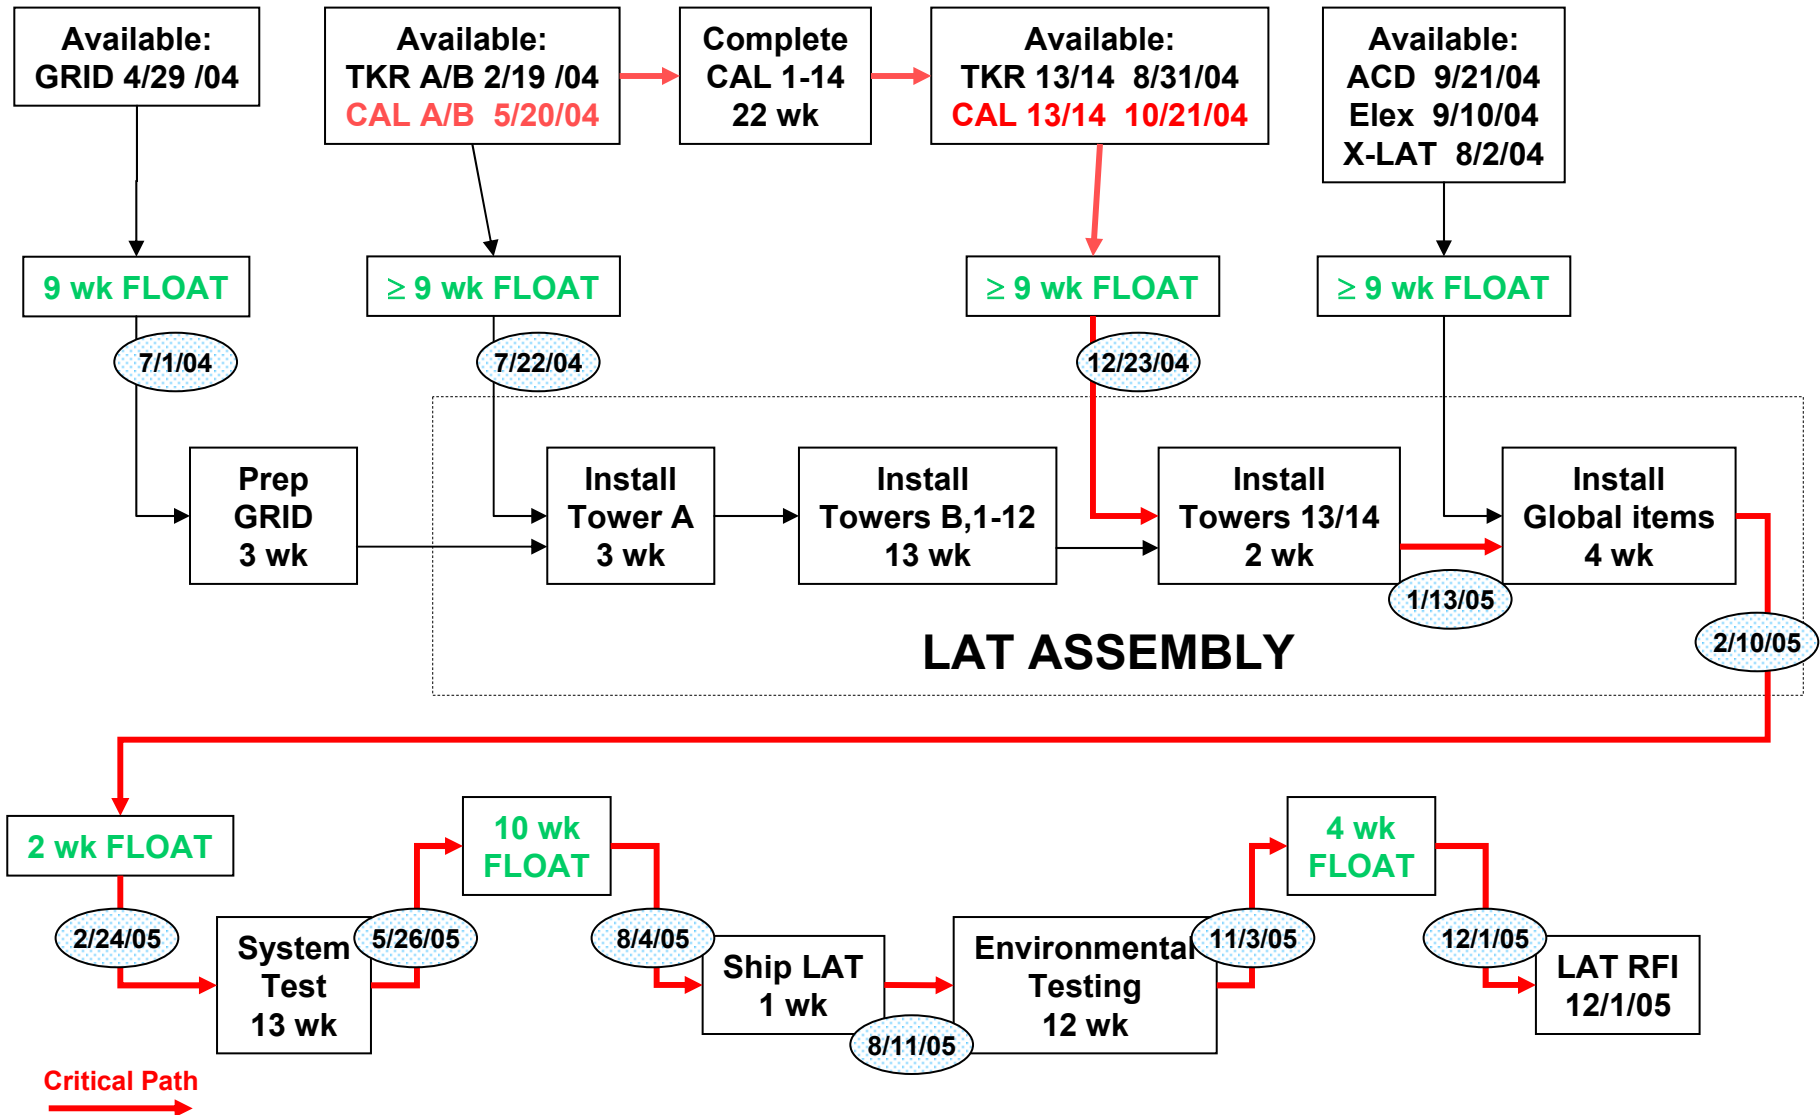 Available:
GRID 4/29 /04
Available:
TKR A/B 2/19 /04
CAL A/B  5/20/04
Complete
CAL 1-14
22 wk
Available:
TKR 13/14  8/31/04
CAL 13/14  10/21/04
Available:
ACD  9/21/04
Elex  9/10/04
X-LAT  8/2/04
9 wk FLOAT
≥ 9 wk FLOAT
≥ 9 wk FLOAT
≥ 9 wk FLOAT
7/1/04
7/22/04
12/23/04
Prep
GRID
3 wk
Install
Tower A
3 wk
Install
Towers B,1-12
13 wk
Install
Towers 13/14
2 wk
Install
Global items
4 wk
1/13/05
LAT ASSEMBLY
2/10/05
2 wk FLOAT
10 wk
FLOAT
4 wk
FLOAT
2/24/05
System
Test
13 wk
5/26/05
8/4/05
Ship LAT
1 wk
8/11/05
Environmental
Testing
12 wk
11/3/05
12/1/05
LAT RFI
12/1/05
Critical Path